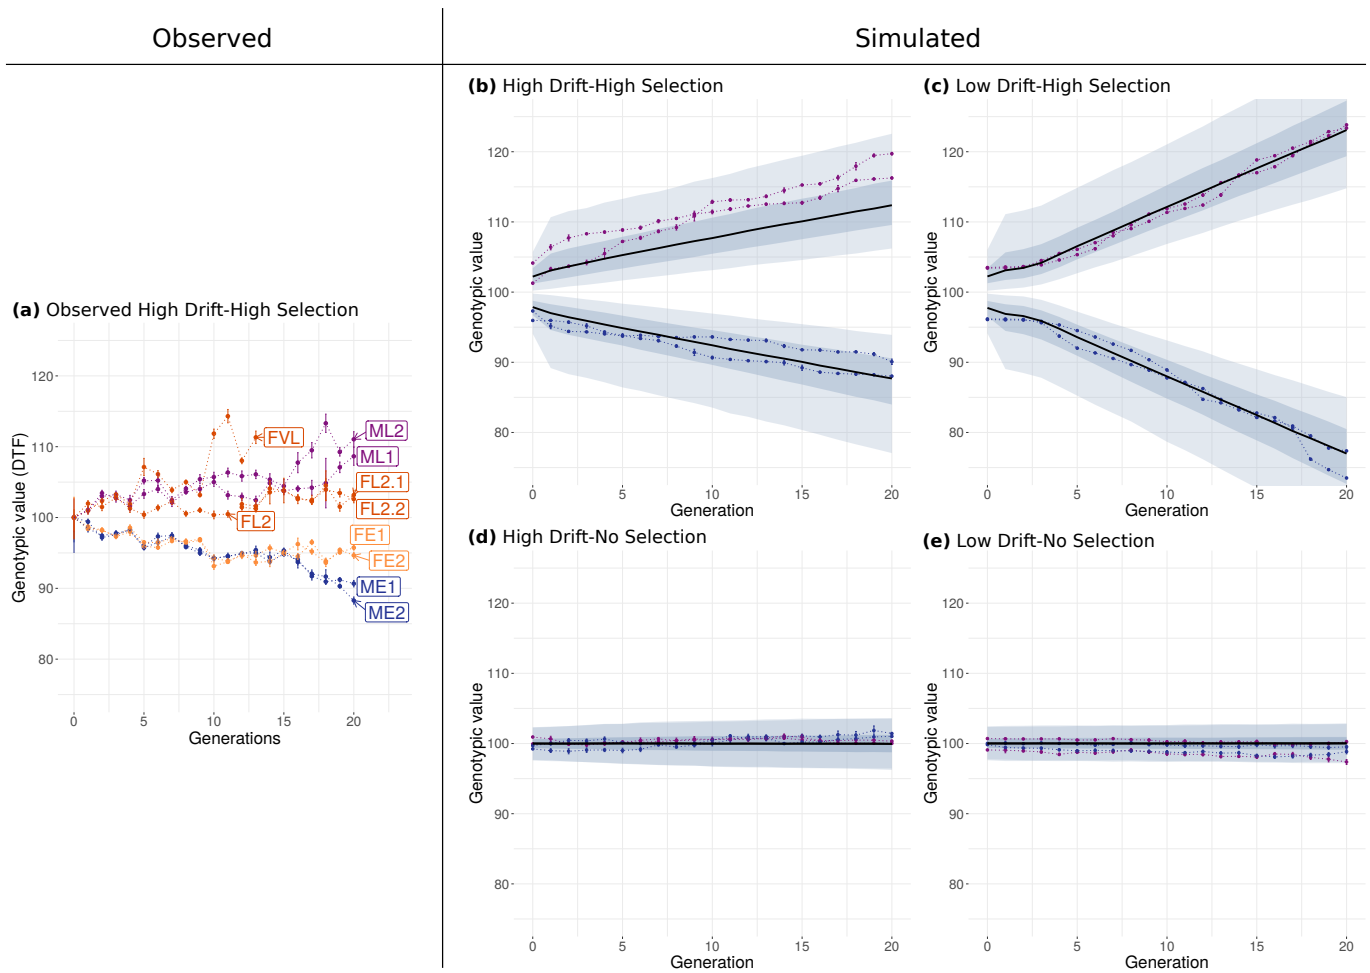 Observed
Simulated
(a) Observed High Drift-High Selection
Genotypic value (DTF)
120
110
100
90
80
0 5 10 15 20
Generations
FVL
ML2
ML1
FL2.1
FL2.2
FL2
FE1
FE2
ME1
ME2
(b) High Drift-High Selection
Genotypic value
120
110
100
90
80
0 5 10 15 20
Generation
(c) Low Drift-High Selection
Genotypic value
120
110
100
90
80
0 5 10 15 20
Generation
(d) High Drift-No Selection
Genotypic value
120
110
100
90
80
0 5 10 15 20
Generation
(e) Low Drift-No Selection
Genotypic value
120
110
100
90
80
0 5 10 15 20
Generation